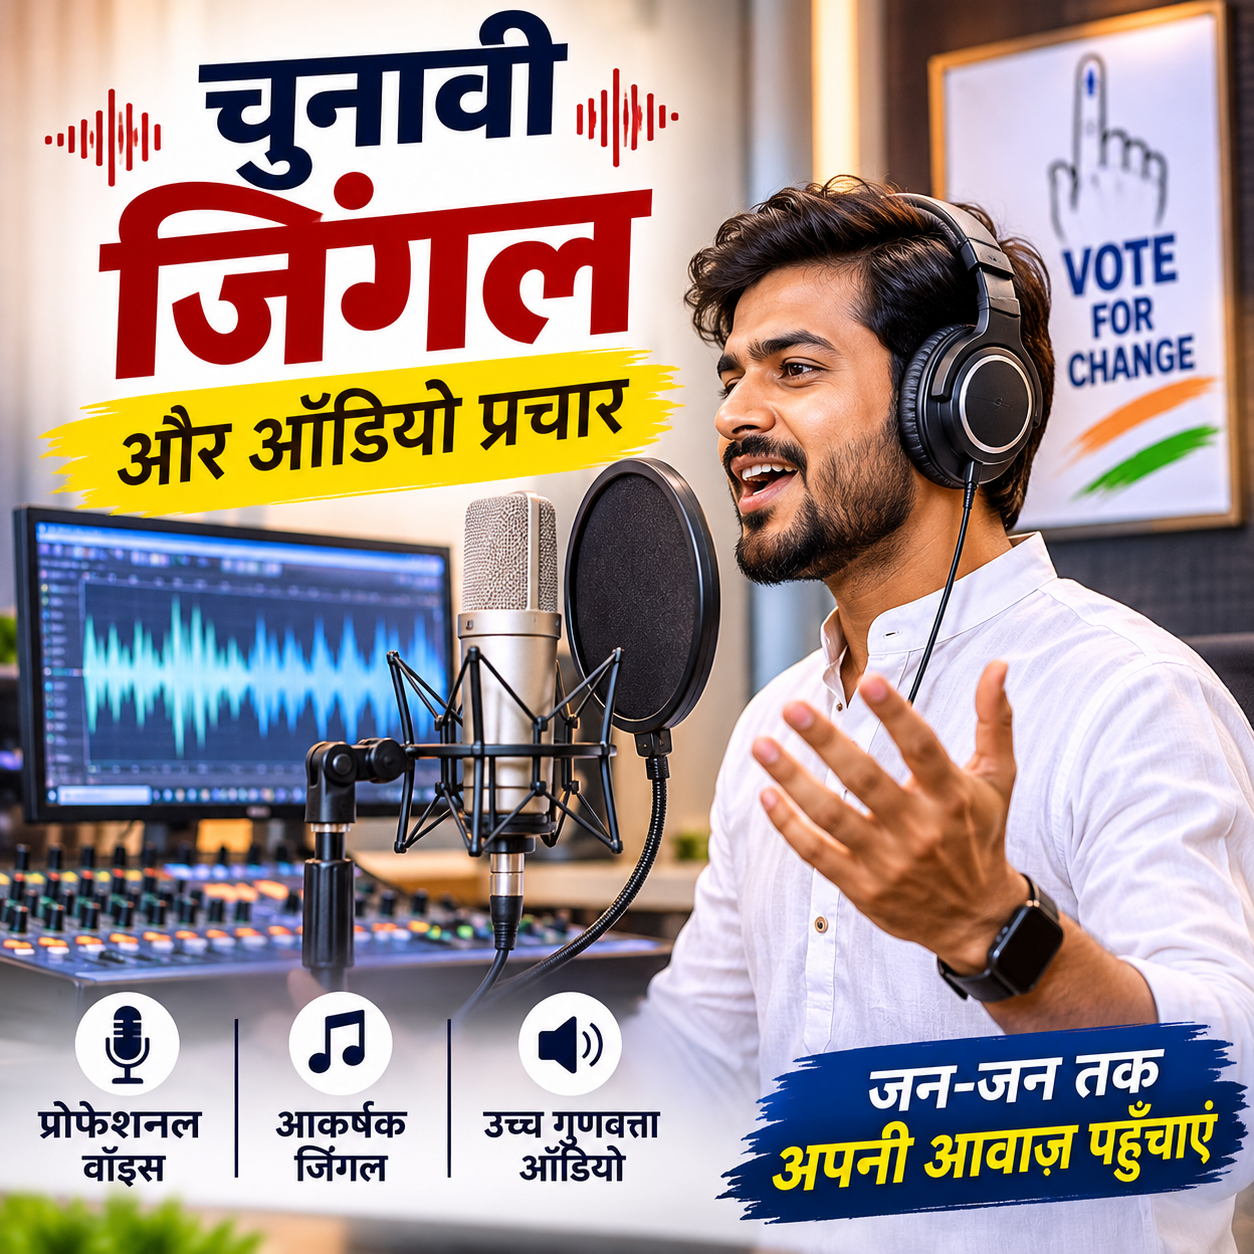 चुनावी
जिंगल
और ऑडियो प्रचार
VOTE
FOR
CHANGE
प्रोफेशनल
वॉइस
आकर्षक
जिंगल
उच्च गुणवत्ता
ऑडियो
जन-जन तक
अपनी आवाज़ पहुँचाएं